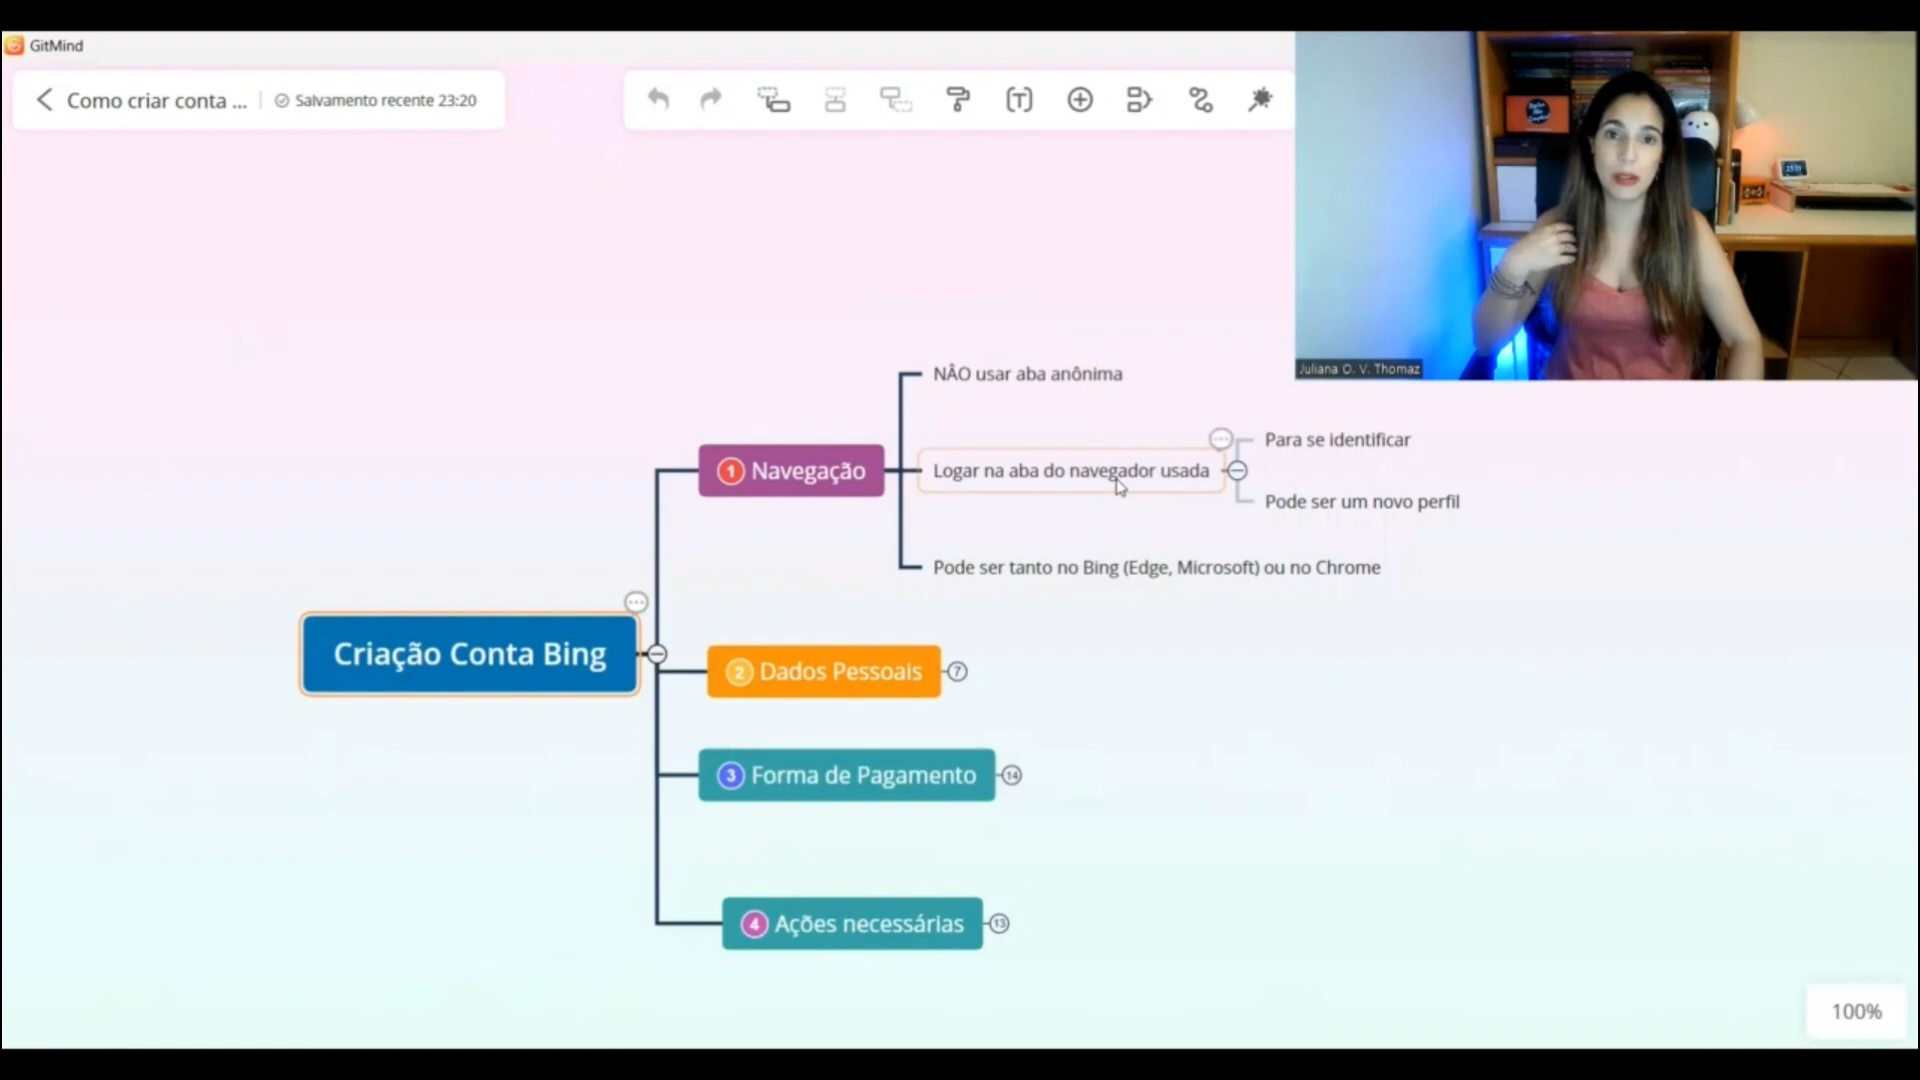 GitMind
Como criar conta ...
Salvamento recente 23:20
Juliana O. V. Thomaz
NÂO usar aba anônima
Para se identificar
1 Navegação
Logar na aba do navegador usada
Pode ser um novo perfil
Pode ser tanto no Bing (Edge, Microsoft) ou no Chrome
Criação Conta Bing
2 Dados Pessoais
7
3 Forma de Pagamento
14
4 Ações necessárias
13
100%